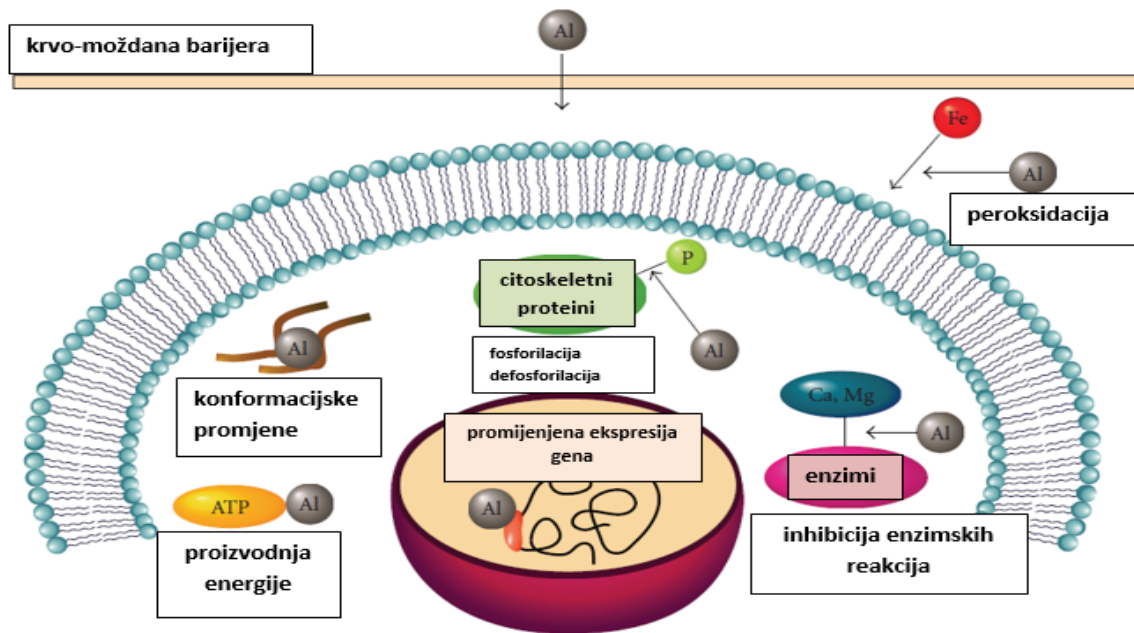 Al
krvo-moždana barijera
Fe
Al
peroksidacija
P
citoskeletni
proteini
Al
Al
fosforilacija
defosforilacija
konformacijske
promjene
Ca, Mg
Al
promijenjena ekspresija
gena
enzimi
ATP
Al
Al
inhibicija enzimskih
reakcija
proizvodnja
energije